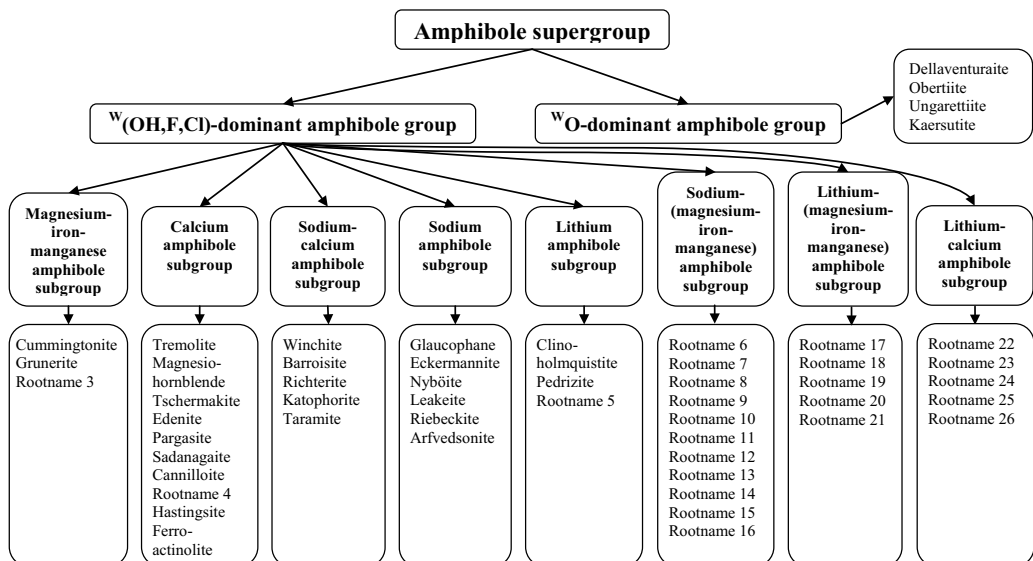 Amphibole supergroup
Dellaventuraite
Obertiite
Ungarettiite
Kaersutite
W(OH,F,Cl)-dominant amphibole group
WO-dominant amphibole group
Magnesium-
iron-
manganese
amphibole
subgroup
Calcium
amphibole
subgroup
Sodium-
calcium
amphibole
subgroup
Sodium
amphibole
subgroup
Lithium
amphibole
subgroup
Sodium-
(magnesium-
iron-
manganese)
amphibole
subgroup
Lithium-
(magnesium-
iron-
manganese)
amphibole
subgroup
Lithium-
calcium
amphibole
subgroup
Cummingtonite
Grunerite
Rootname 3
Tremolite
Magnesio-
hornblende
Tschermakite
Edenite
Pargasite
Sadanagaite
Cannilloite
Rootname 4
Hastingsite
Ferro-
actinolite
Winchite
Barroisite
Richterite
Katophorite
Taramite
Glaucophane
Eckermannite
Nyböite
Leakeite
Riebeckite
Arfvedsonite
Clino-
holmquistite
Pedrizite
Rootname 5
Rootname 6
Rootname 7
Rootname 8
Rootname 9
Rootname 10
Rootname 11
Rootname 12
Rootname 13
Rootname 14
Rootname 15
Rootname 16
Rootname 17
Rootname 18
Rootname 19
Rootname 20
Rootname 21
Rootname 22
Rootname 23
Rootname 24
Rootname 25
Rootname 26